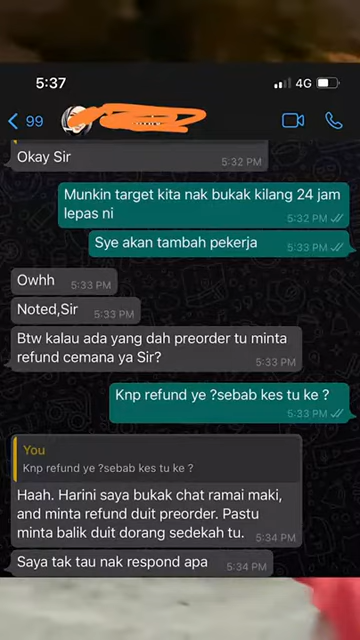 5:37
4G
99
Okay Sir
5:32 PM
Munkin target kita nak bukak kilang 24 jam
lepas ni
5:32 PM
Sye akan tambah pekerja
5:33 PM
Owhh
5:33 PM
Noted,Sir
5:33 PM
Btw kalau ada yang dah preorder tu minta
refund cemana ya Sir?
5:33 PM
Knp refund ye ?sebab kes tu ke ?
5:33 PM
You
Knp refund ye ?sebab kes tu ke ?
Haah. Harini saya bukak chat ramai maki,
and minta refund duit preorder. Pastu
minta balik duit dorang sedekah tu.
5:34 PM
Saya tak tau nak respond apa
5:34 PM